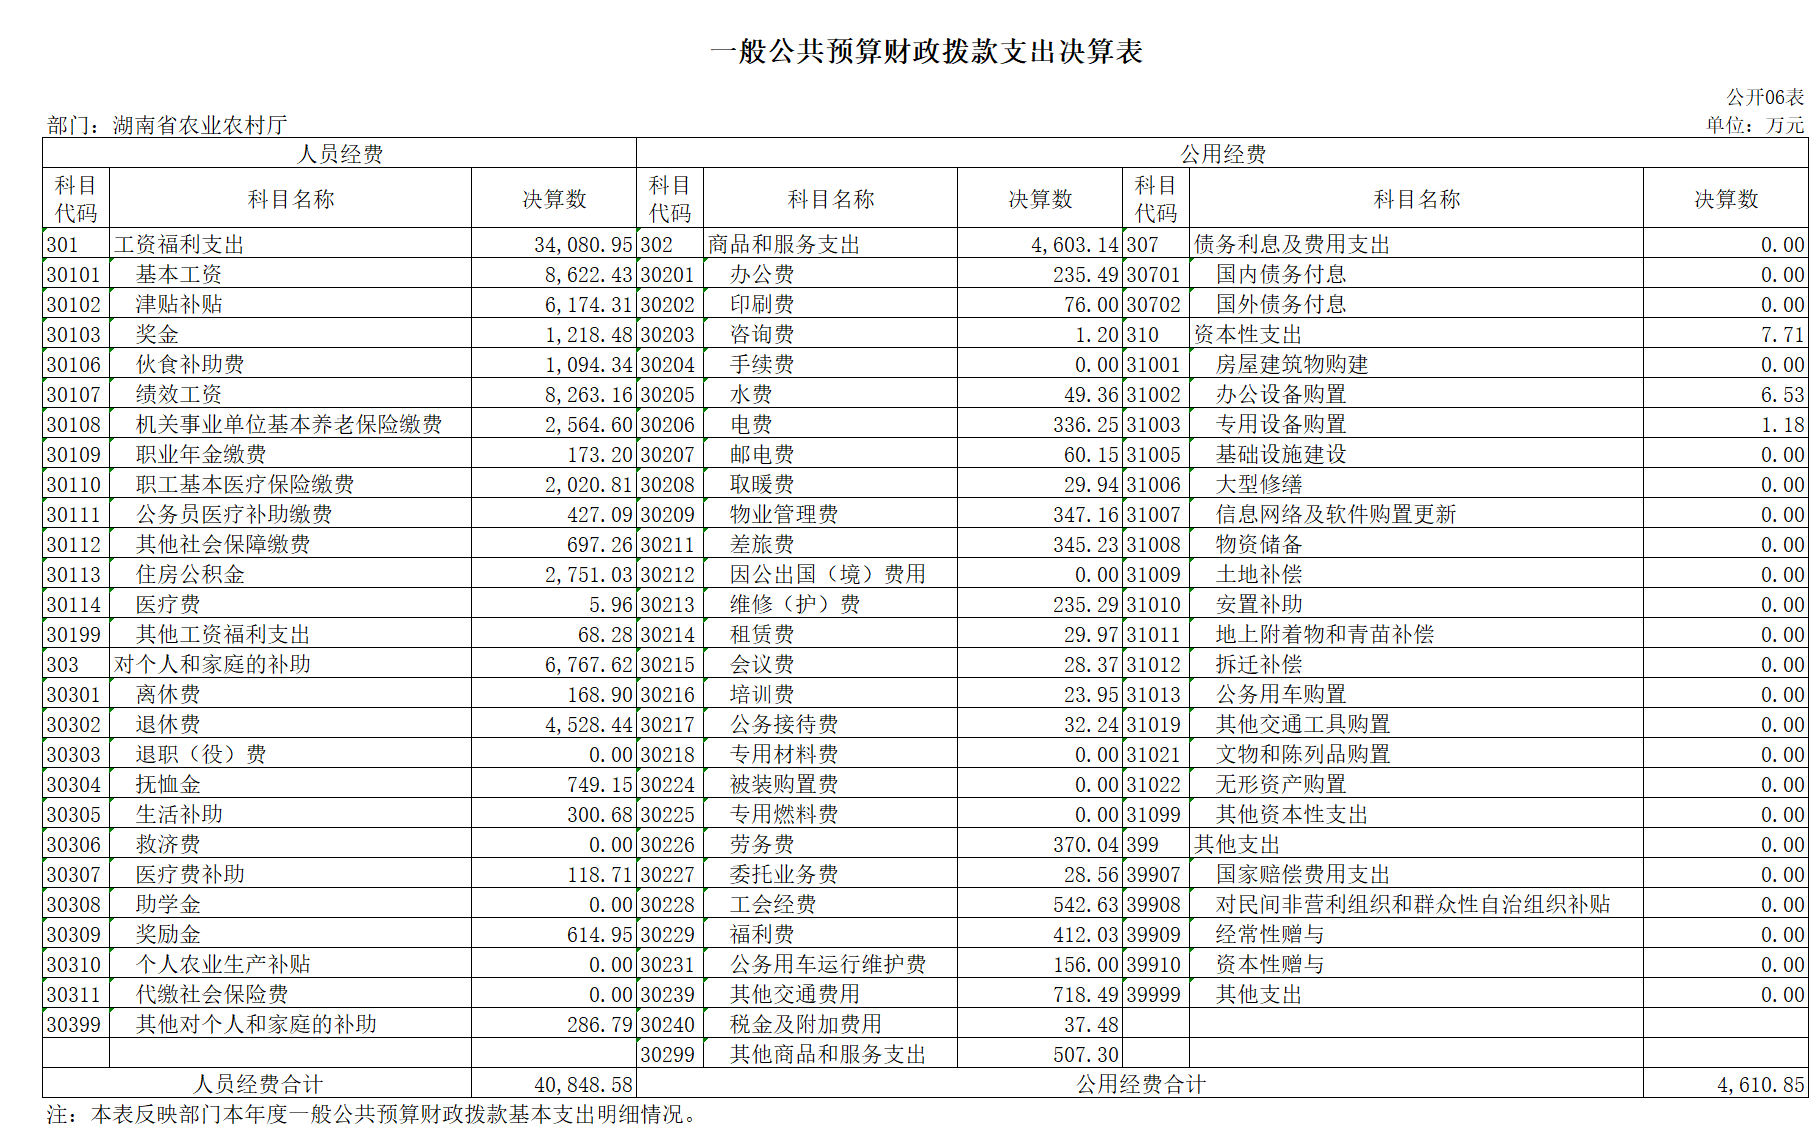 一般公共预算财政拨款支出决算表
公开06表
部门：湖南省农业农村厅 单位：万元
人员经费 公用经费
科目代码 科目名称 决算数 科目代码 科目名称 决算数 科目代码 科目名称 决算数
301 工资福利支出 34,080.95 302 商品和服务支出 4,603.14 307 债务利息及费用支出 0.00
30101 基本工资 8,622.43 30201 办公费 235.49 30701 国内债务付息 0.00
30102 津贴补贴 6,174.31 30202 印刷费 76.00 30702 国外债务付息 0.00
30103 奖金 1,218.48 30203 咨询费 1.20 310 资本性支出 7.71
30106 伙食补助费 1,094.34 30204 手续费 0.00 31001 房屋建筑物购建 0.00
30107 绩效工资 8,263.16 30205 水费 49.36 31002 办公设备购置 6.53
30108 机关事业单位基本养老保险缴费 2,564.60 30206 电费 336.25 31003 专用设备购置 1.18
30109 职业年金缴费 173.20 30207 邮电费 60.15 31005 基础设施建设 0.00
30110 职工基本医疗保险缴费 2,020.81 30208 取暖费 29.94 31006 大型修缮 0.00
30111 公务员医疗补助缴费 427.09 30209 物业管理费 347.16 31007 信息网络及软件购置更新 0.00
30112 其他社会保障缴费 697.26 30211 差旅费 345.23 31008 物资储备 0.00
30113 住房公积金 2,751.03 30212 因公出国（境）费用 0.00 31009 土地补偿 0.00
30114 医疗费 5.96 30213 维修（护）费 235.29 31010 安置补助 0.00
30199 其他工资福利支出 68.28 30214 租赁费 29.97 31011 地上附着物和青苗补偿 0.00
303 对个人和家庭的补助 6,767.62 30215 会议费 28.37 31012 拆迁补偿 0.00
30301 离休费 168.90 30216 培训费 23.95 31013 公务用车购置 0.00
30302 退休费 4,528.44 30217 公务接待费 32.24 31019 其他交通工具购置 0.00
30303 退职（役）费 0.00 30218 专用材料费 0.00 31021 文物和陈列品购置 0.00
30304 抚恤金 749.15 30224 被装购置费 0.00 31022 无形资产购置 0.00
30305 生活补助 300.68 30225 专用燃料费 0.00 31099 其他资本性支出 0.00
30306 救济费 0.00 30226 劳务费 370.04 399 其他支出 0.00
30307 医疗费补助 118.71 30227 委托业务费 28.56 39907 国家赔偿费用支出 0.00
30308 助学金 0.00 30228 工会经费 542.63 39908 对民间非营利组织和群众性自治组织补贴 0.00
30309 奖励金 614.95 30229 福利费 412.03 39909 经常性赠与 0.00
30310 个人农业生产补贴 0.00 30231 公务用车运行维护费 156.00 39910 资本性赠与 0.00
30311 代缴社会保险费 0.00 30239 其他交通费用 718.49 39999 其他支出 0.00
30399 其他对个人和家庭的补助 286.79 30240 税金及附加费用 37.48
30299 其他商品和服务支出 507.30
人员经费合计 40,848.58 公用经费合计 4,610.85
注：本表反映部门本年度一般公共预算财政拨款基本支出明细情况。